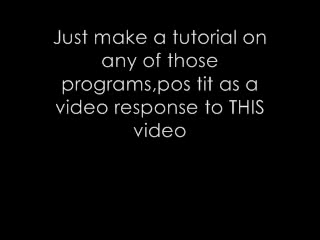 Just make a tutorial on
any of those
programs,pos tit as a
video response to THIS
video